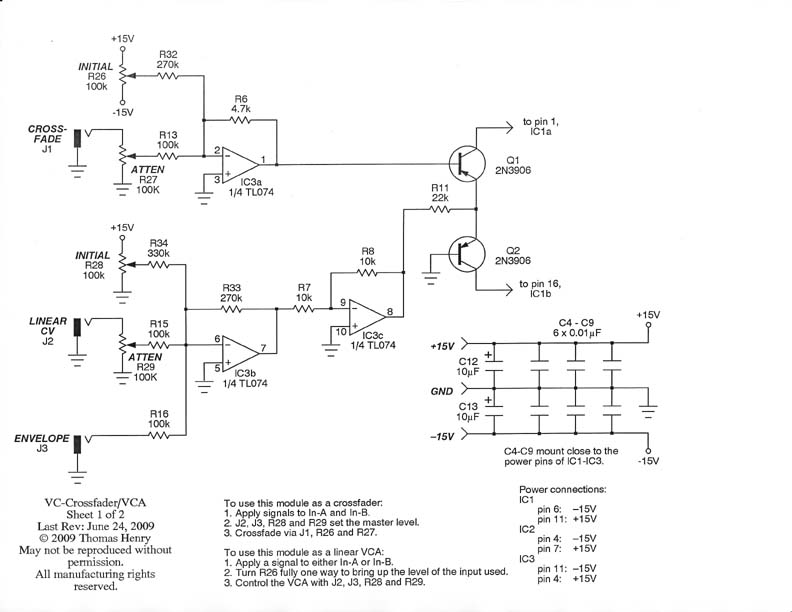 +15V
INITIAL
R26
100k
-15V
R32
270k
CROSS-
FADE
J1
R13
100k
ATTEN
R27
100K
R6
4.7k
2
3
1
IC3a
1/4 TL074
to pin 1,
IC1a
Q1
2N3906
R11
22k
Q2
2N3906
to pin 16,
IC1b
+15V
INITIAL
R28
100k
R34
330k
R33
270k
R7
10k
R8
10k
9
10
8
IC3c
1/4 TL074
LINEAR
CV
J2
R15
100k
ATTEN
R29
100K
6
5
7
IC3b
1/4 TL074
R16
100k
ENVELOPE
J3
C4 - C9
6 x 0.01µF
+15V
+15V
C12
10µF
+
GND
C13
10µF
+
–15V
-15V
C4-C9 mount close to the
power pins of IC1-IC3.
VC-Crossfader/VCA
Sheet 1 of 2
Last Rev: June 24, 2009
© 2009 Thomas Henry
May not be reproduced without
permission.
All manufacturing rights
reserved.
To use this module as a crossfader:
1. Apply signals to In-A and In-B.
2. J2, J3, R28 and R29 set the master level.
3. Crossfade via J1, R26 and R27.
To use this module as a linear VCA:
1. Apply a signal to either In-A or In-B.
2. Turn R26 fully one way to bring up the level of the input used.
3. Control the VCA with J2, J3, R28 and R29.
Power connections:
IC1
pin 6: –15V
pin 11: +15V
IC2
pin 4: –15V
pin 7: +15V
IC3
pin 11: –15V
pin 4: +15V